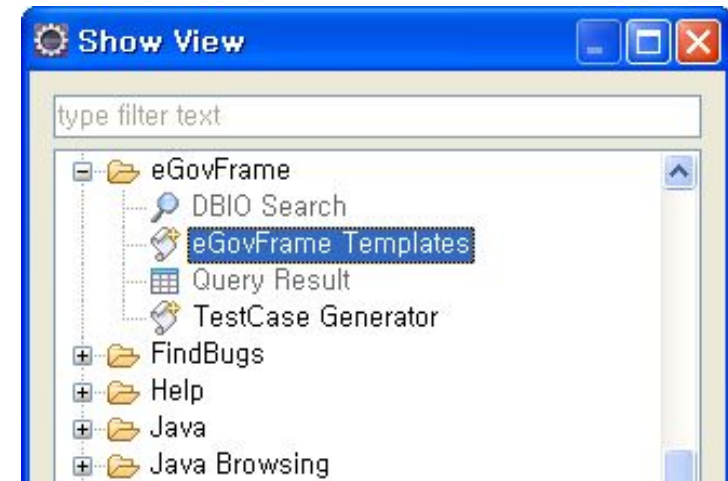 Show View
type filter text
eGovFrame
DBIO Search
eGovFrame Templates
Query Result
TestCase Generator
FindBugs
Help
Java
Java Browsing